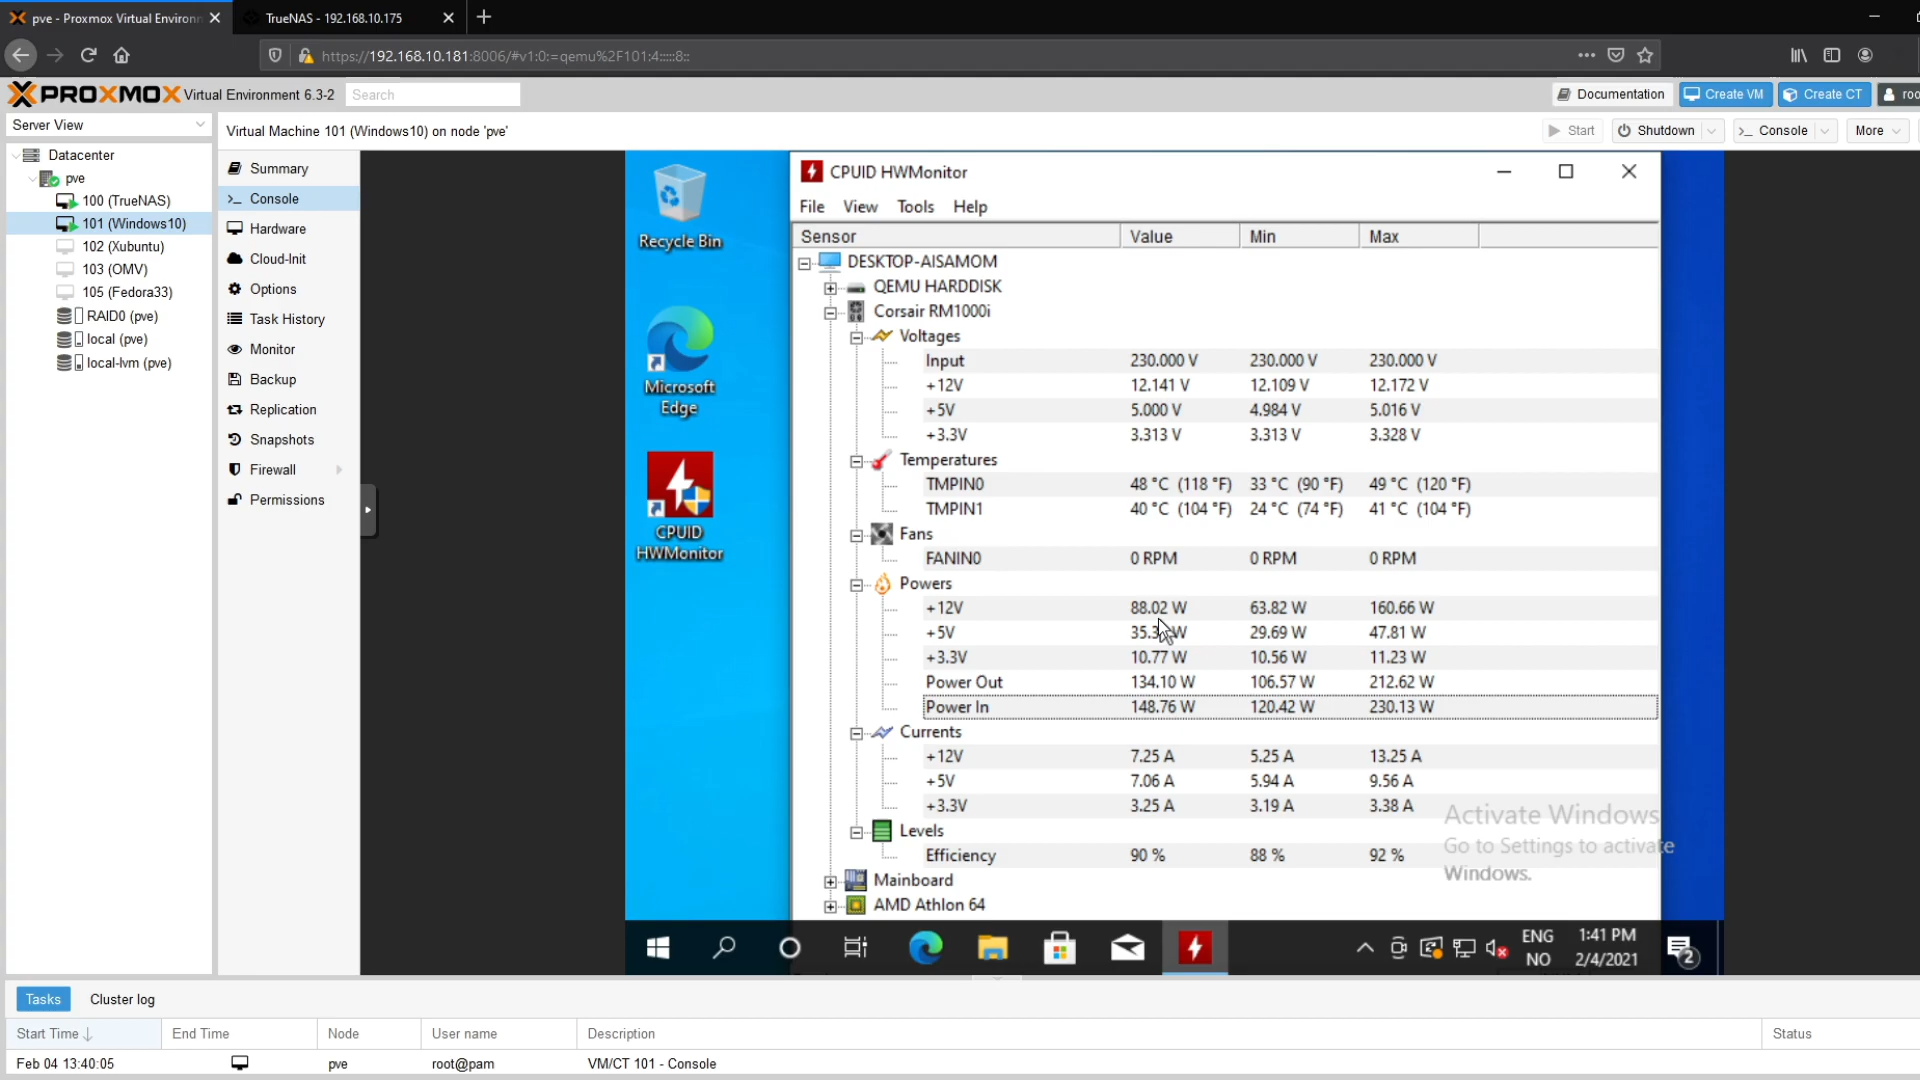 pve - Proxmox Virtual Environ
TrueNAS - 192.168.10.175
https://192.168.10.181:8006/#v1:0:=qemu%2F101:4:::::8::
PROXMOX Virtual Environment 6.3-2 Search
Documentation Create VM Create CT roo
Server View
Virtual Machine 101 (Windows10) on node 'pve'
Start Shutdown Console More
Datacenter
pve
100 (TrueNAS)
101 (Windows10)
102 (Xubuntu)
103 (OMV)
105 (Fedora33)
RAID0 (pve)
local (pve)
local-lvm (pve)
Summary
Console
Hardware
Cloud-Init
Options
Task History
Monitor
Backup
Replication
Snapshots
Firewall
Permissions
Recycle Bin
Microsoft
Edge
CPUID
HWMonitor
CPUID HWMonitor
File View Tools Help
Sensor Value Min Max
DESKTOP-AISAMOM
QEMU HARDDISK
Corsair RM1000i
Voltages
Input 230.000 V 230.000 V 230.000 V
+12V 12.141 V 12.109 V 12.172 V
+5V 5.000 V 4.984 V 5.016 V
+3.3V 3.313 V 3.313 V 3.328 V
Temperatures
TMPIN0 48 °C (118 °F) 33 °C (90 °F) 49 °C (120 °F)
TMPIN1 40 °C (104 °F) 24 °C (74 °F) 41 °C (104 °F)
Fans
FANIN0 0 RPM 0 RPM 0 RPM
Powers
+12V 88.02 W 63.82 W 160.66 W
+5V 29.69 W 47.81 W
+3.3V 10.77 W 10.56 W 11.23 W
Power Out 134.10 W 106.57 W 212.62 W
Power In 148.76 W 120.42 W 230.13 W
Currents
+12V 7.25 A 5.25 A 13.25 A
+5V 7.06 A 5.94 A 9.56 A
+3.3V 3.25 A 3.19 A 3.38 A
Levels
Efficiency 90 % 88 % 92 %
Mainboard
AMD Athlon 64
Activate Windows
Go to Settings to activate
Windows.
ENG
NO
1:41 PM
2/4/2021
2
Tasks Cluster log
Start Time End Time Node User name Description Status
Feb 04 13:40:05 pve root@pam VM/CT 101 - Console